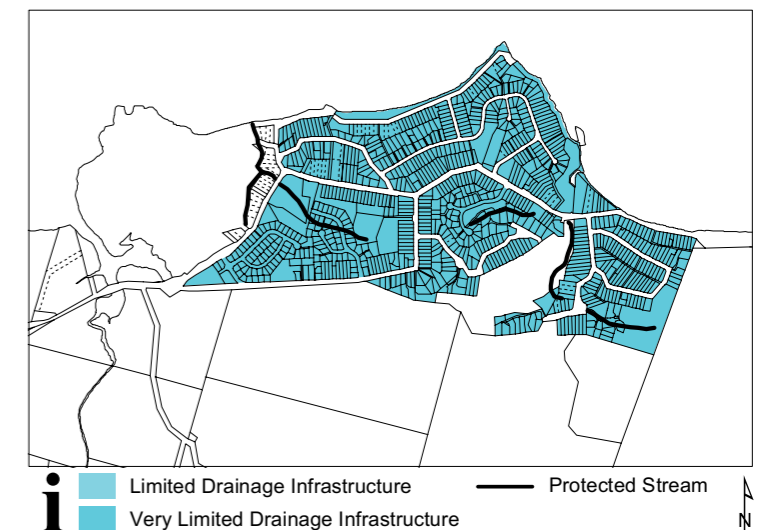 i
Limited Drainage Infrastructure
Protected Stream
Very Limited Drainage Infrastructure
N